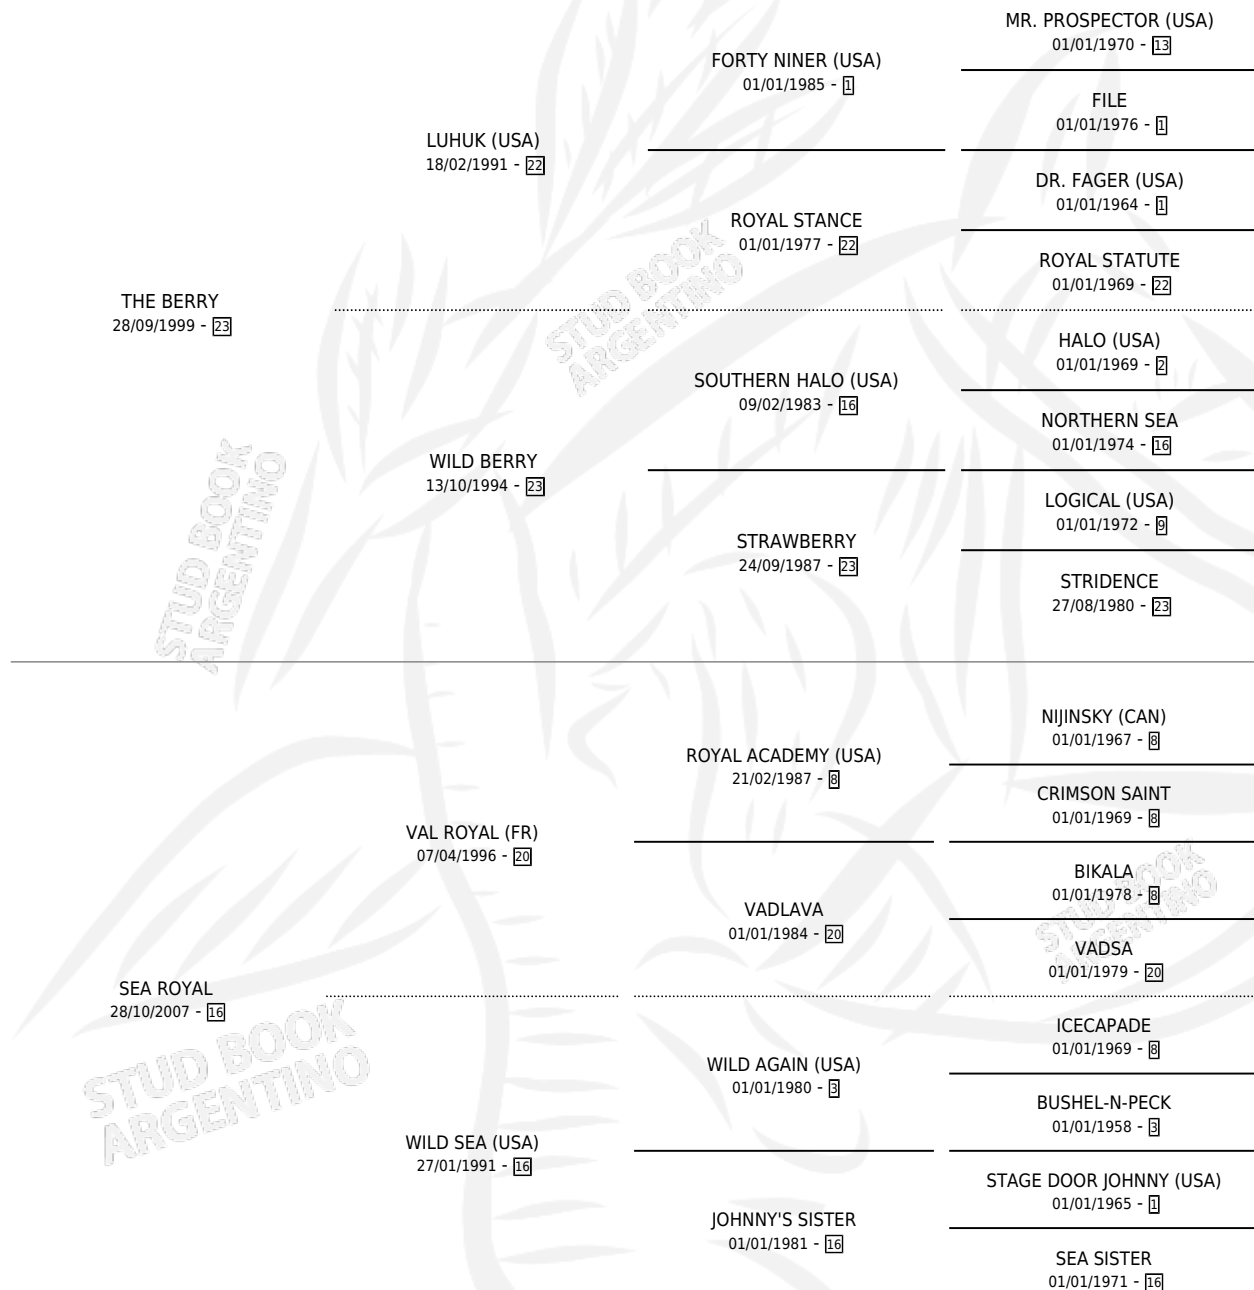 MR. PROSPECTOR (USA)
01/01/1970 - 13
FORTY NINER (USA)
01/01/1985 - 1
FILE
01/01/1976 - 1
LUHUK (USA)
18/02/1991 - 22
DR. FAGER (USA)
01/01/1964 - 1
ROYAL STANCE
01/01/1977 - 22
ROYAL STATUTE
01/01/1969 - 22
THE BERRY
28/09/1999 - 23
STUD BOOK
ARGENTINO
HALO (USA)
01/01/1969 - 2
SOUTHERN HALO (USA)
09/02/1983 - 16
NORTHERN SEA
01/01/1974 - 16
WILD BERRY
13/10/1994 - 23
LOGICAL (USA)
01/01/1972 - 9
STRAWBERRY
24/09/1987 - 23
STRIDENCE
27/08/1980 - 23
STUD BOOK
ARGENTINO
NIJINSKY (CAN)
01/01/1967 - 8
ROYAL ACADEMY (USA)
21/02/1987 - 8
CRIMSON SAINT
01/01/1969 - 8
VAL ROYAL (FR)
07/04/1996 - 20
BIKALA
01/01/1978 - 8
VADLAVA
01/01/1984 - 20
STUD BOOK
ARGENTINO
VADSA
01/01/1979 - 20
SEA ROYAL
28/10/2007 - 16
STUD BOOK
ARGENTINO
ICECAPADE
01/01/1969 - 8
WILD AGAIN (USA)
01/01/1980 - 3
BUSHEL-N-PECK
01/01/1958 - 3
WILD SEA (USA)
27/01/1991 - 16
STAGE DOOR JOHNNY (USA)
01/01/1965 - 1
JOHNNY'S SISTER
01/01/1981 - 16
SEA SISTER
01/01/1971 - 16